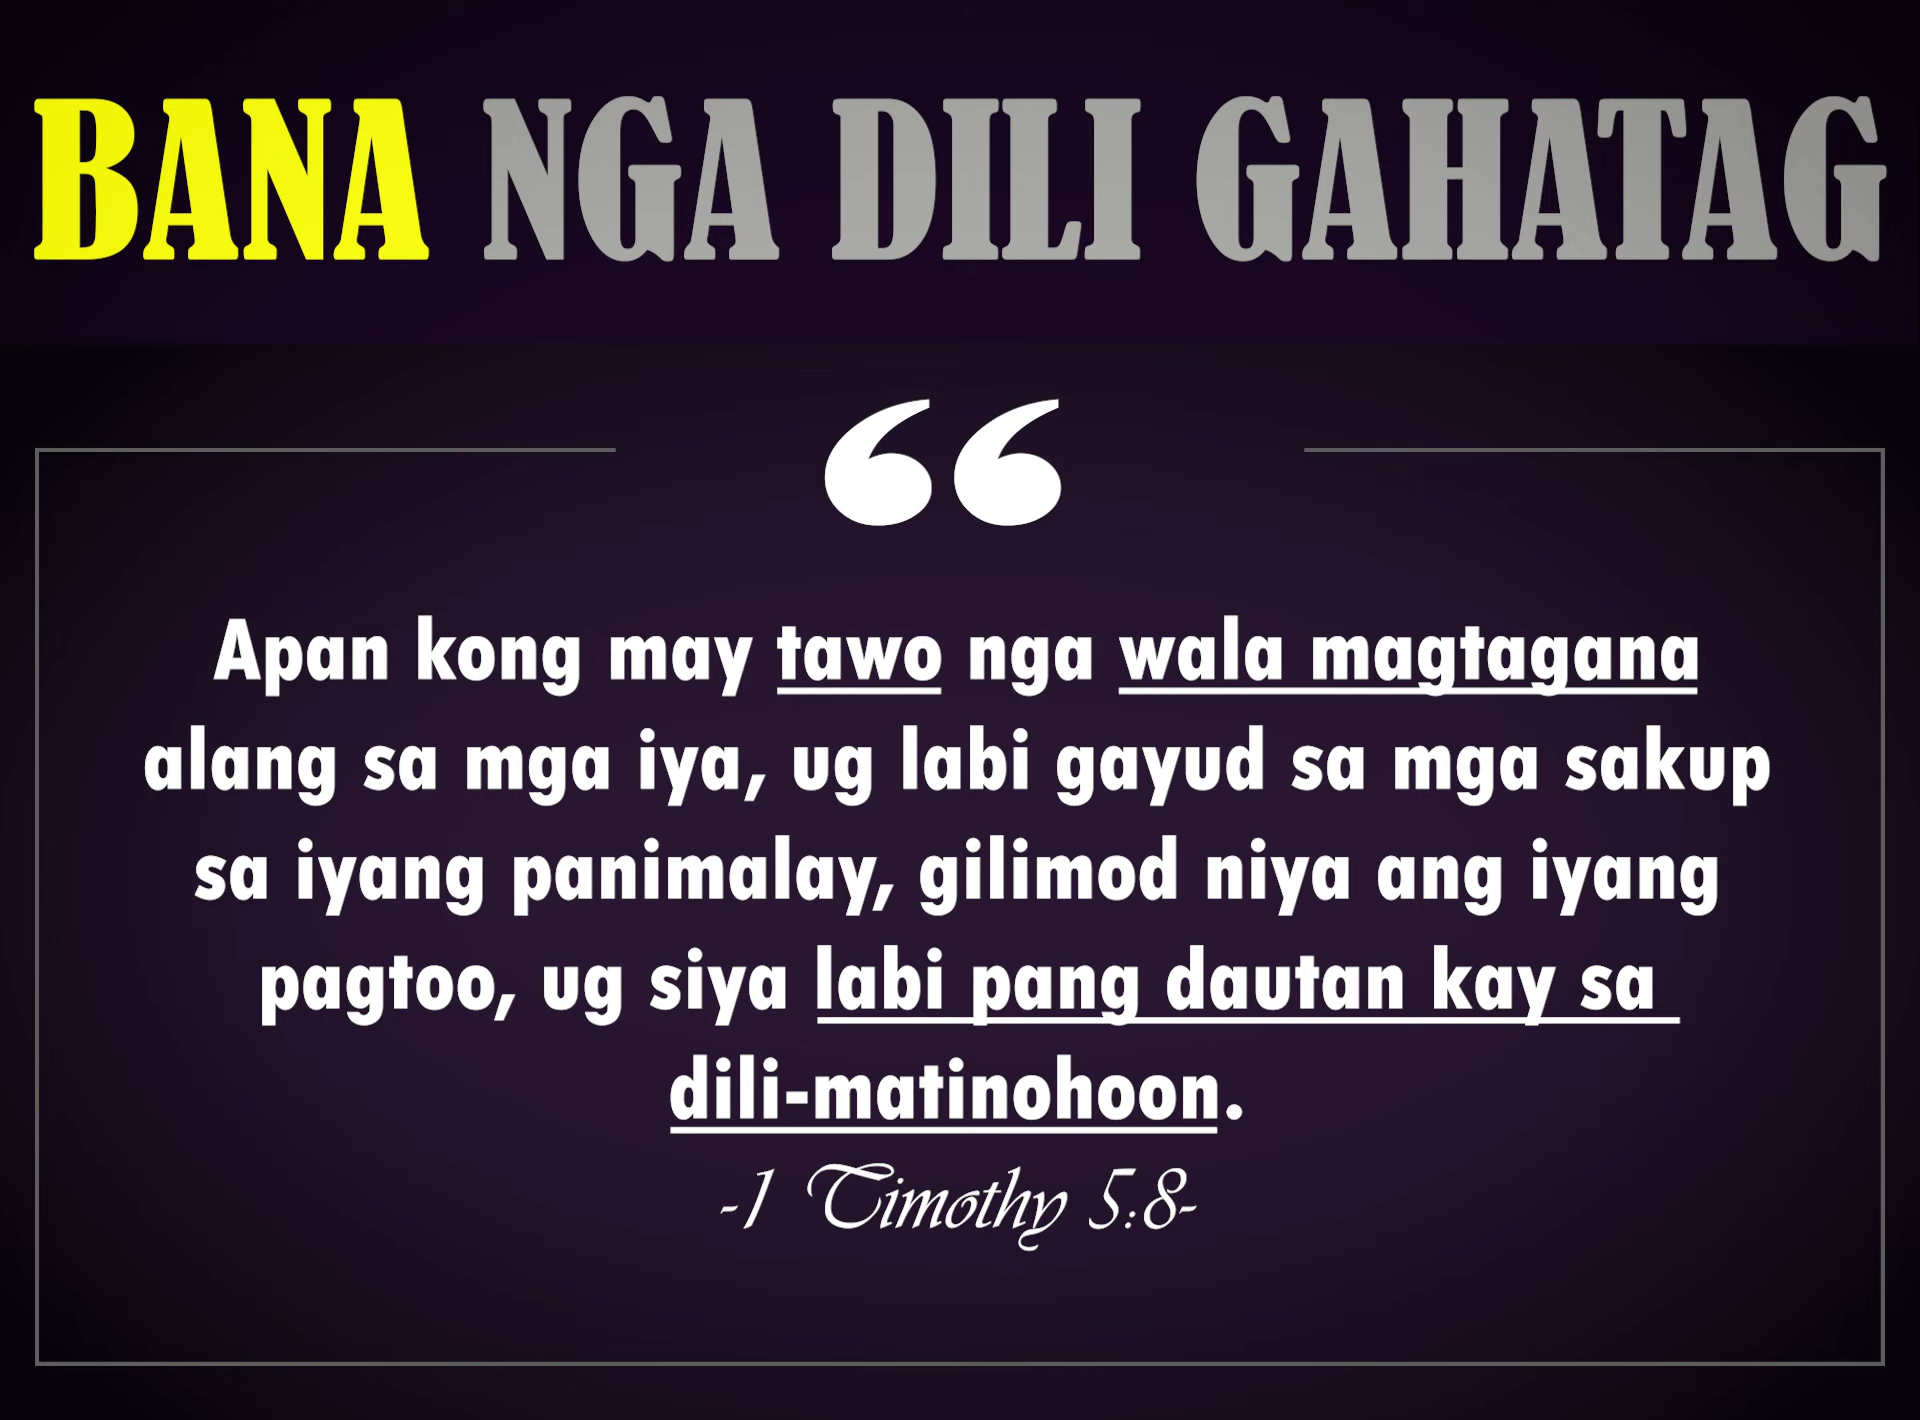 BANA NGA DILI GAHATAG
“
Apan kong may tawo nga wala magtagana
alang sa mga iya, ug labi gayud sa mga sakup
sa iyang panimalay, gilimod niya ang iyang
pagtoo, ug siya labi pang dautan kay sa
dili-matinohoon.
-1 Timothy 5:8-